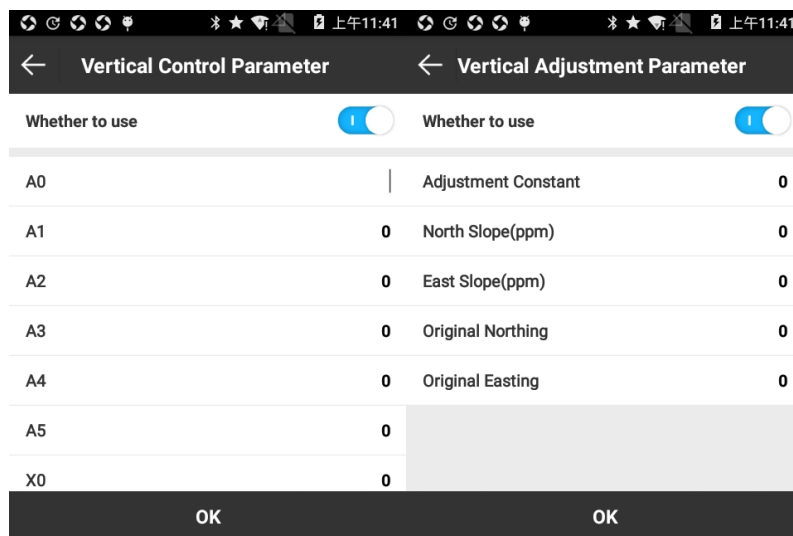 上午11:41
Vertical Control Parameter
Whether to use
A0
A1 0
A2 0
A3 0
A4 0
A5 0
X0 0
OK
上午11:41
Vertical Adjustment Parameter
Whether to use
Adjustment Constant 0
North Slope(ppm) 0
East Slope(ppm) 0
Original Northing 0
Original Easting 0
OK